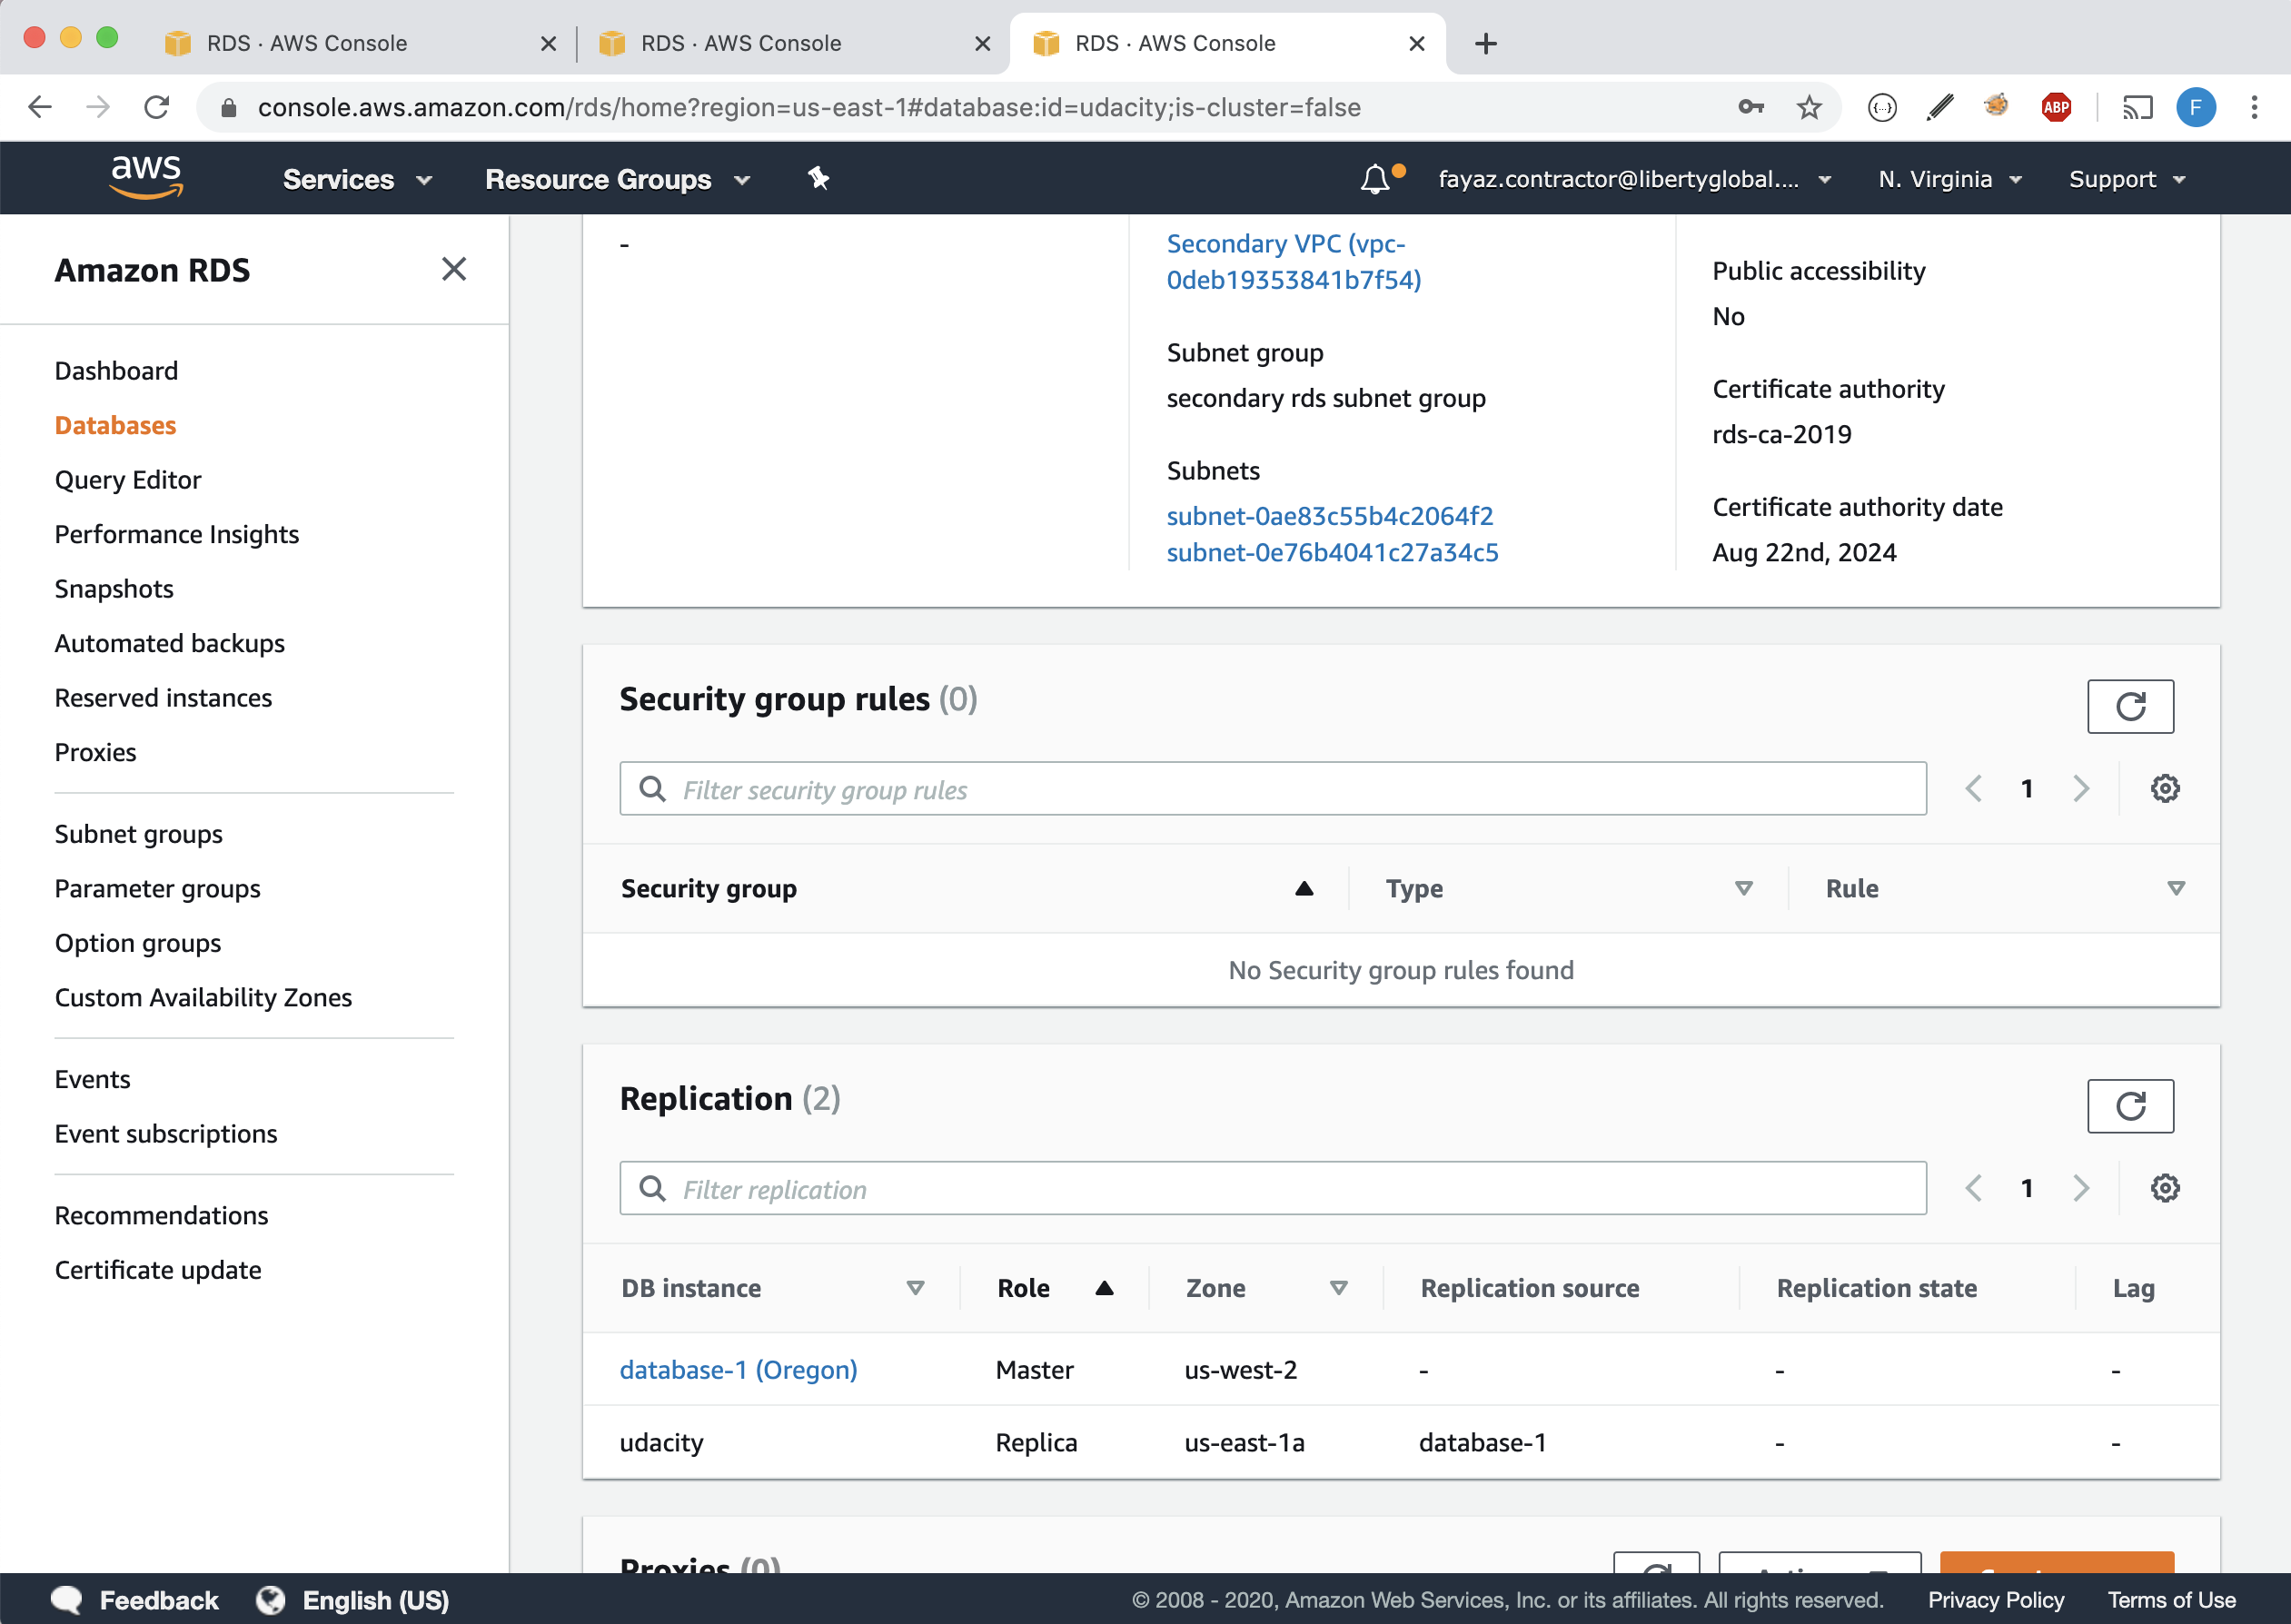 RDS · AWS Console
RDS · AWS Console
RDS · AWS Console
console.aws.amazon.com/rds/home?region=us-east-1#database:id=udacity;is-cluster=false
{...}
ABP
F
aws
Services
Resource Groups
fayaz.contractor@libertyglobal....
N. Virginia
Support
Amazon RDS
Dashboard
Databases
Query Editor
Performance Insights
Snapshots
Automated backups
Reserved instances
Proxies
Subnet groups
Parameter groups
Option groups
Custom Availability Zones
Events
Event subscriptions
Recommendations
Certificate update
-
Secondary VPC (vpc-
0deb19353841b7f54)
Subnet group
secondary rds subnet group
Subnets
subnet-0ae83c55b4c2064f2
subnet-0e76b4041c27a34c5
Public accessibility
No
Certificate authority
rds-ca-2019
Certificate authority date
Aug 22nd, 2024
Security group rules (0)
Filter security group rules
1
Security group Type Rule
No Security group rules found
Replication (2)
Filter replication
1
DB instance Role Zone Replication source Replication state Lag
database-1 (Oregon) Master us-west-2 - - -
udacity Replica us-east-1a database-1 - -
Proxies (0)
Feedback
English (US)
© 2008 - 2020, Amazon Web Services, Inc. or its affiliates. All rights reserved.
Privacy Policy
Terms of Use